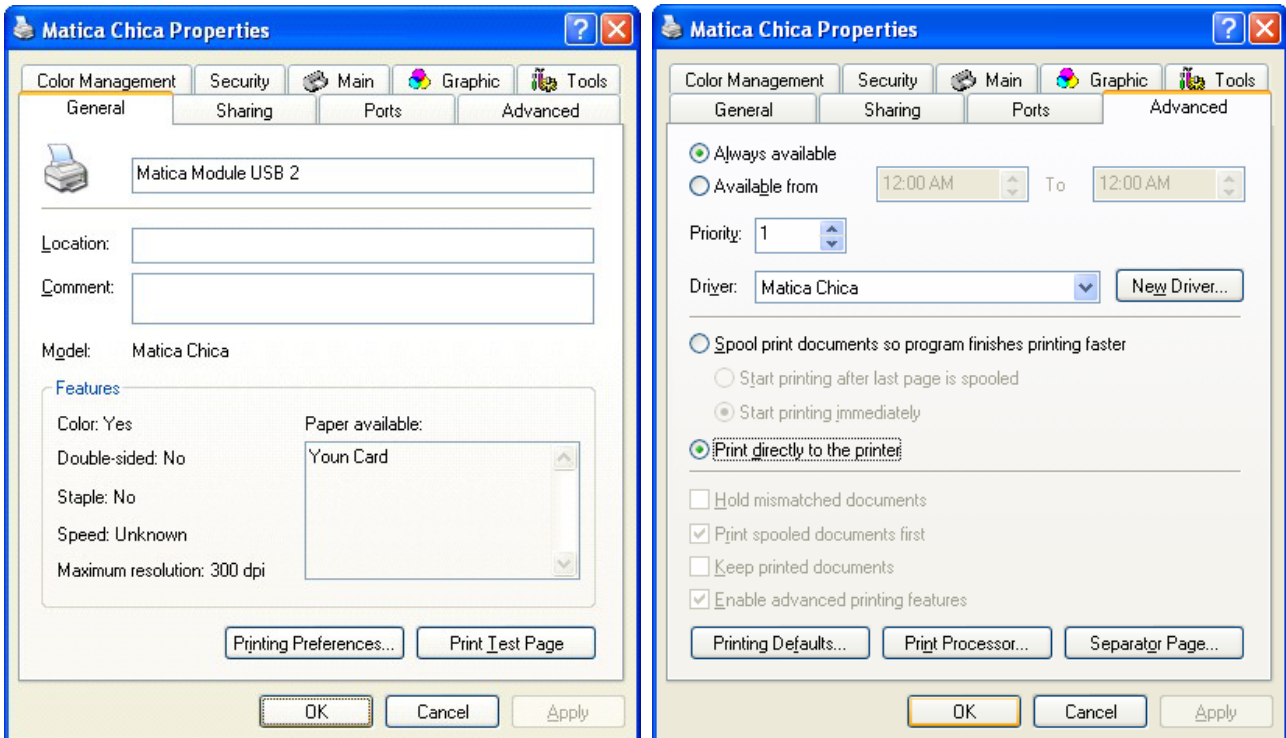 Matica Chica Properties
Color Management Security Main Graphic Tools
General Sharing Ports Advanced
Matica Module USB 2
Location:
Comment:
Model: Matica Chica
Features
Color: Yes
Paper available:
Double-sided: No
Youn Card
Staple: No
Speed: Unknown
Maximum resolution: 300 dpi
Printing Preferences... Print Test Page
OK Cancel Apply
Matica Chica Properties
Color Management Security Main Graphic Tools
General Sharing Ports Advanced
Always available
Available from 12:00 AM To 12:00 AM
Priority: 1
Driver: Matica Chica New Driver...
Spool print documents so program finishes printing faster
Start printing after last page is spooled
Start printing immediately
Print directly to the printer
Hold mismatched documents
Print spooled documents first
Keep printed documents
Enable advanced printing features
Printing Defaults... Print Processor... Separator Page...
OK Cancel Apply